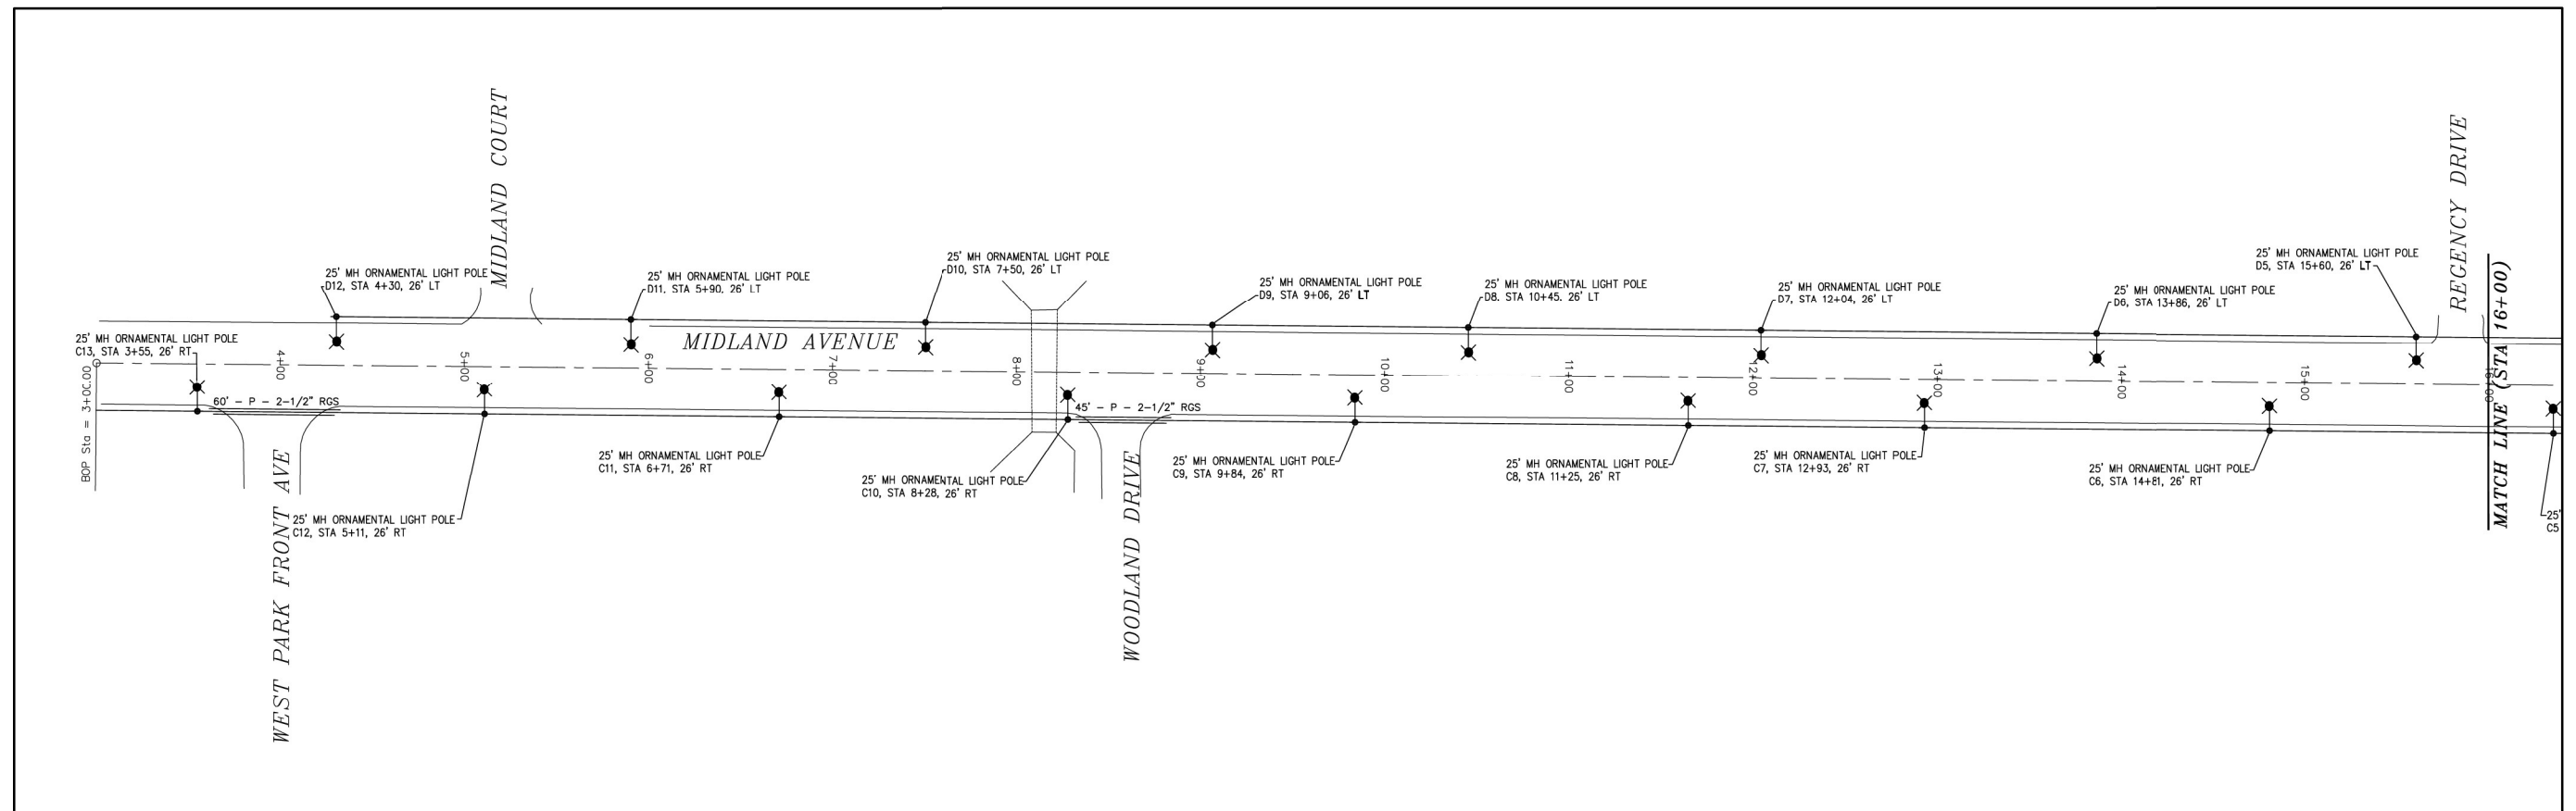 MIDLAND COURT
REGENCY DRIVE
25' MH ORNAMENTAL LIGHT POLE
D12, STA 4+30, 26' LT
25' MH ORNAMENTAL LIGHT POLE
D11, STA 5+90, 26' LT
25' MH ORNAMENTAL LIGHT POLE
D10, STA 7+50, 26' LT
25' MH ORNAMENTAL LIGHT POLE
D9, STA 9+06, 26' LT
25' MH ORNAMENTAL LIGHT POLE
D8. STA 10+45. 26' LT
25' MH ORNAMENTAL LIGHT POLE
D7, STA 12+04, 26' LT
25' MH ORNAMENTAL LIGHT POLE
D6, STA 13+86, 26' LT
25' MH ORNAMENTAL LIGHT POLE
D5, STA 15+60, 26' LT
25' MH ORNAMENTAL LIGHT POLE
C13, STA 3+55, 26' RT
MIDLAND AVENUE
BOP Sta = 3+00.00
4+00
5+00
6+00
7+00
8+00
9+00
10+00
11+00
12+00
13+00
14+00
15+00
MATCH LINE (STA 16+00)
60' - P - 2-1/2" RGS
45' - P - 2-1/2" RGS
25' MH ORNAMENTAL LIGHT POLE
C12, STA 5+11, 26' RT
25' MH ORNAMENTAL LIGHT POLE
C11, STA 6+71, 26' RT
25' MH ORNAMENTAL LIGHT POLE
C10, STA 8+28, 26' RT
25' MH ORNAMENTAL LIGHT POLE
C9, STA 9+84, 26' RT
25' MH ORNAMENTAL LIGHT POLE
C8, STA 11+25, 26' RT
25' MH ORNAMENTAL LIGHT POLE
C7, STA 12+93, 26' RT
25' MH ORNAMENTAL LIGHT POLE
C6, STA 14+81, 26' RT
25'
C5
WEST PARK FRONT AVE
WOODLAND DRIVE